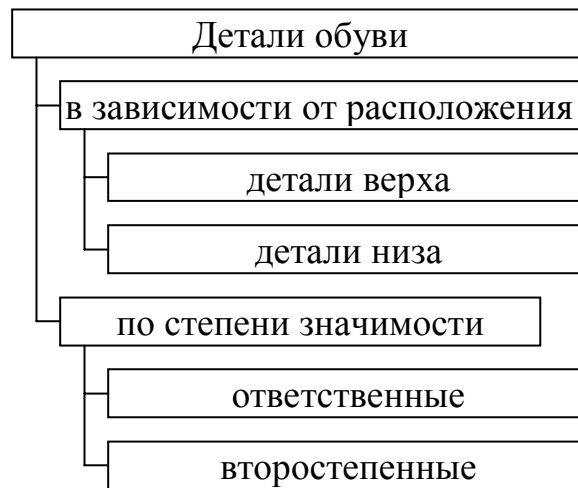 Детали обуви
в зависимости от расположения
детали верха
детали низа
по степени значимости
ответственные
второстепенные